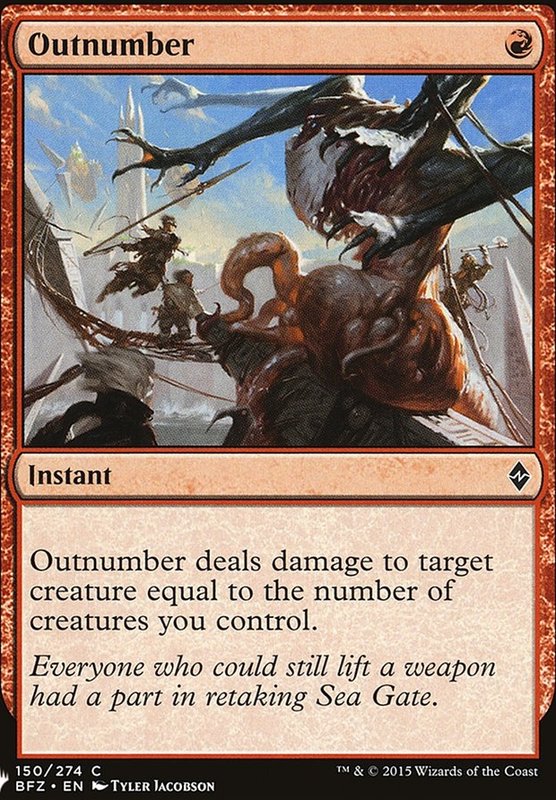 Outnumber
Instant
Outnumber deals damage to target
creature equal to the number of
creatures you control.
Everyone who could still lift a weapon
had a part in retaking Sea Gate.
150/274 C
BFZ • EN Tyler Jacobson
™ & © 2015 Wizards of the Coast